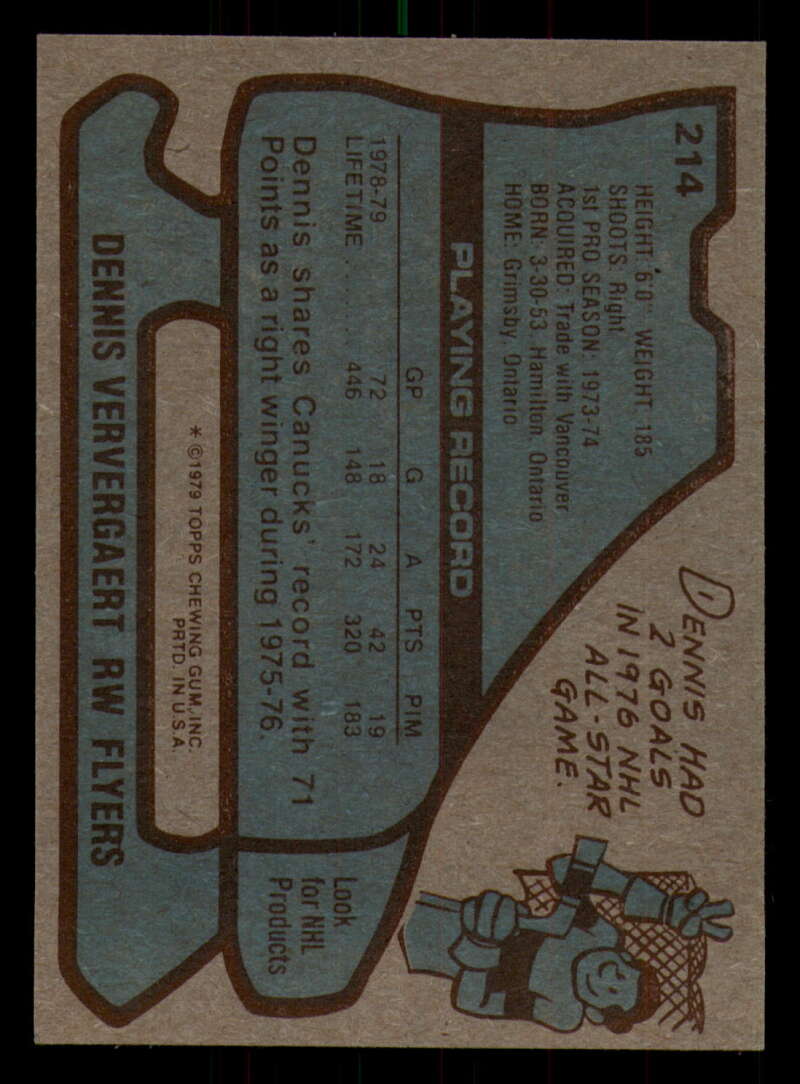 214
HEIGHT: 6'0" WEIGHT: 185
SHOOTS: Right
1st PRO SEASON: 1973-74
ACQUIRED: Trade with Vancouver
BORN: 3-30-53 Hamilton, Ontario
HOME: Grimsby, Ontario
DENNIS HAD
2 GOALS
IN 1976 NHL
ALL-STAR
GAME.
PLAYING RECORD
GP G A PTS PIM
1978-79 72 18 24 42 19
LIFETIME ....... 446 148 172 320 183
Dennis shares Canucks' record with 71
Points as a right winger during 1975-76.
Look
for NHL
Products
* ©1979 TOPPS CHEWING GUM, INC.
PRTD. IN U.S.A.
DENNIS VERVERGAERT RW FLYERS